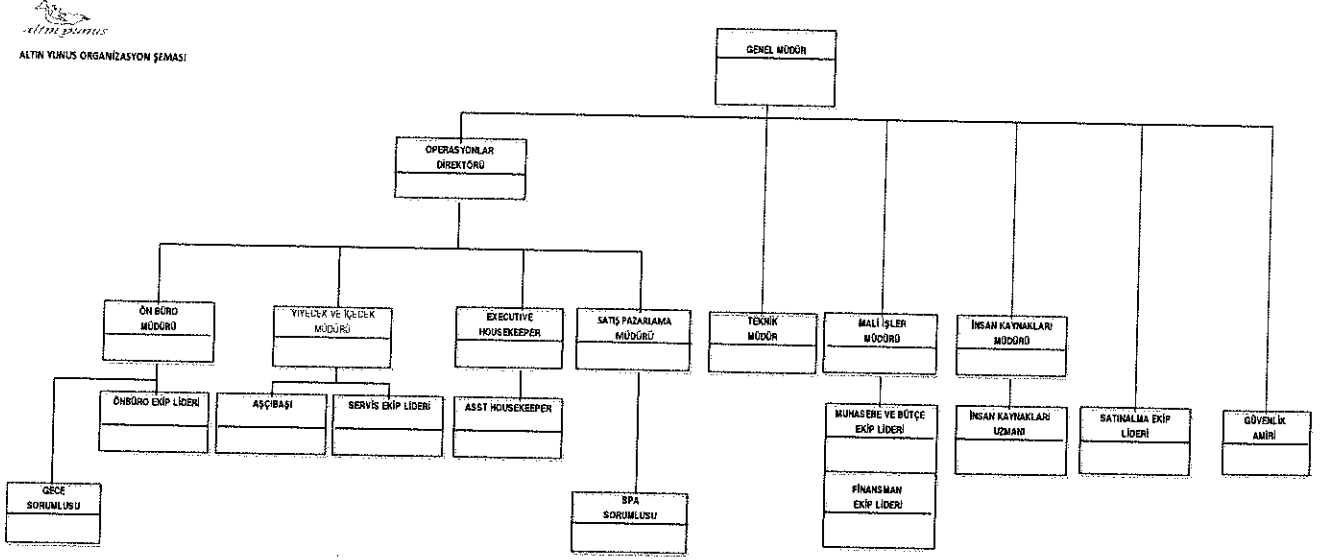 altın yunus
ALTIN YUNUS ORGANİZASYON ŞEMASI
GENEL MÜDÜR
OPERASYONLAR
DİREKTÖRÜ
ÖN BÜRO
MÜDÜRÜ
YİYECEK VE İÇECEK
MÜDÜRÜ
EXECUTIVE
HOUSEKEEPER
SATIŞ PAZARLAMA
MÜDÜRÜ
TEKNİK
MÜDÜR
MALİ İŞLER
MÜDÜRÜ
İNSAN KAYNAKLARI
MÜDÜRÜ
ÖNBÜRO EKİP LİDERİ
AŞÇIBAŞI
SERVİS EKİP LİDERİ
ASST HOUSEKEEPER
MUHASEBE VE BÜTÇE
EKİP LİDERİ
İNSAN KAYNAKLARI
UZMANI
SATINALMA EKİP
LİDERİ
GÜVENLİK
AMİRİ
GECE
SORUMLUSU
SPA
SORUMLUSU
FİNANSMAN
EKİP LİDERİ